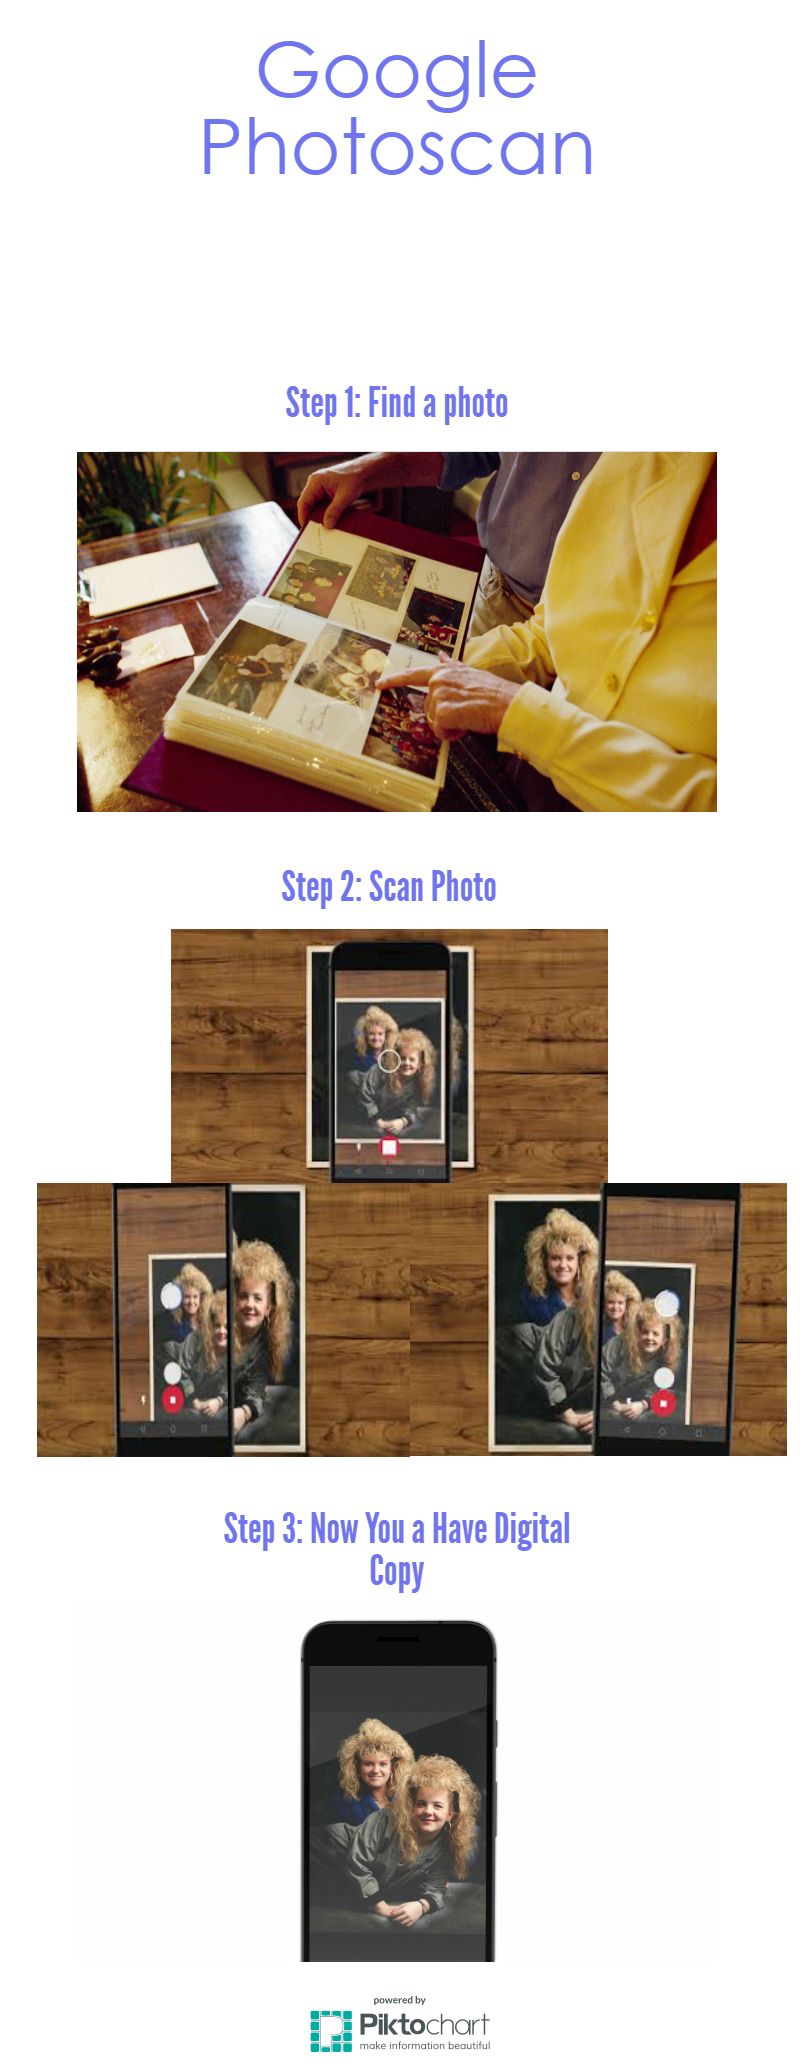 Google
Photoscan
Step 1: Find a photo
Step 2: Scan Photo
Step 3: Now You a Have Digital
Copy
powered by
Piktochart
make information beautiful